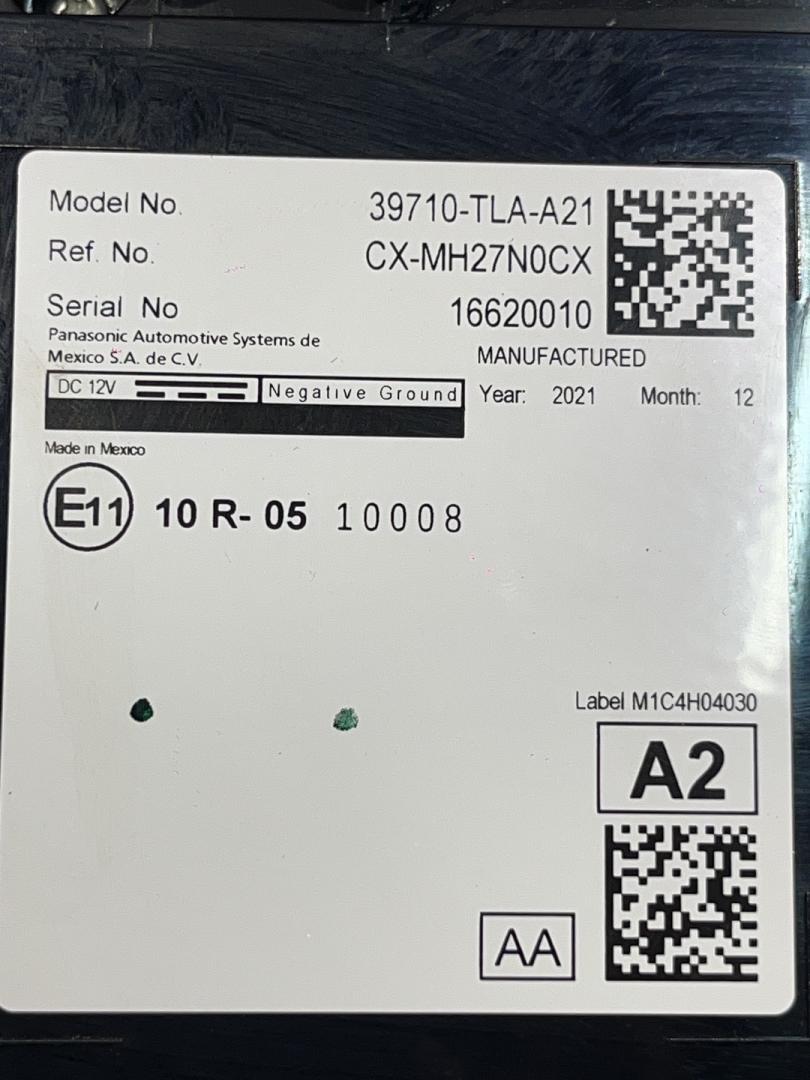 Model No. 39710-TLA-A21
Ref. No. CX-MH27N0CX
Serial No 16620010
Panasonic Automotive Systems de
Mexico S.A. de C.V.
MANUFACTURED
DC 12V Negative Ground
Year: 2021 Month: 12
Made in Mexico
E11 10 R- 05 10008
Label M1C4H04030
A2
AA